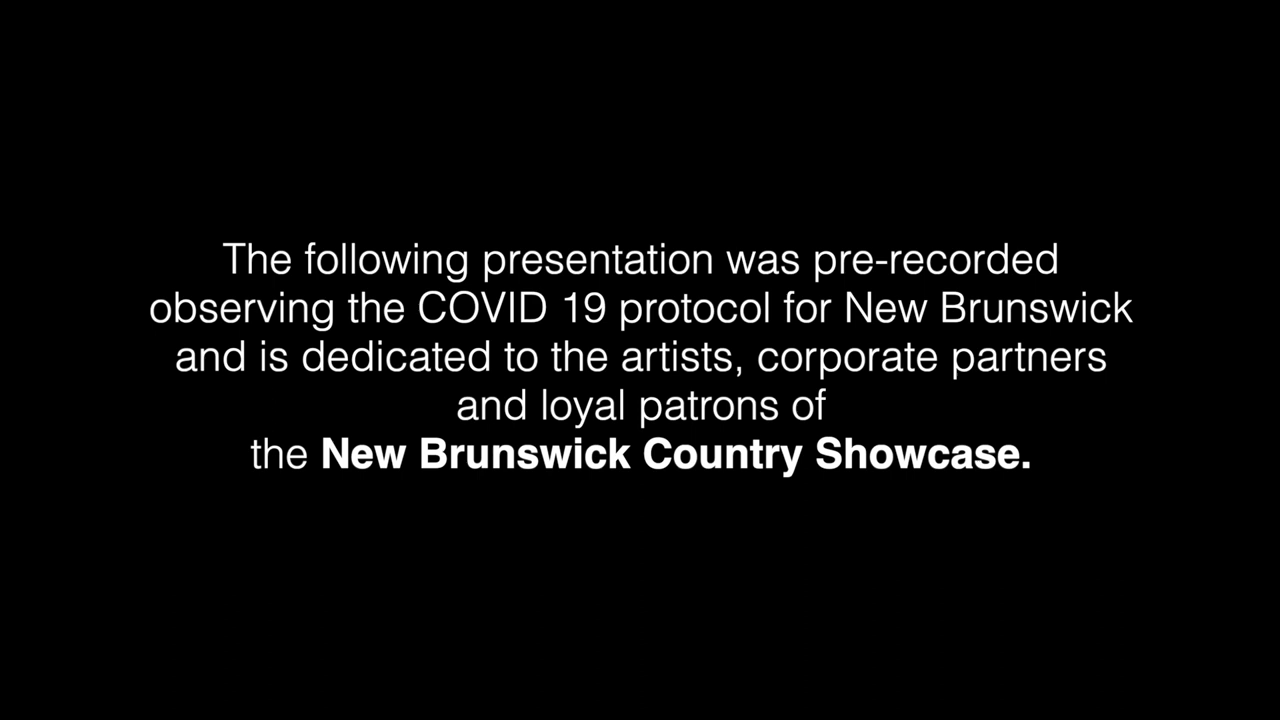 The following presentation was pre-recorded
observing the COVID 19 protocol for New Brunswick
and is dedicated to the artists, corporate partners
and loyal patrons of
the New Brunswick Country Showcase.